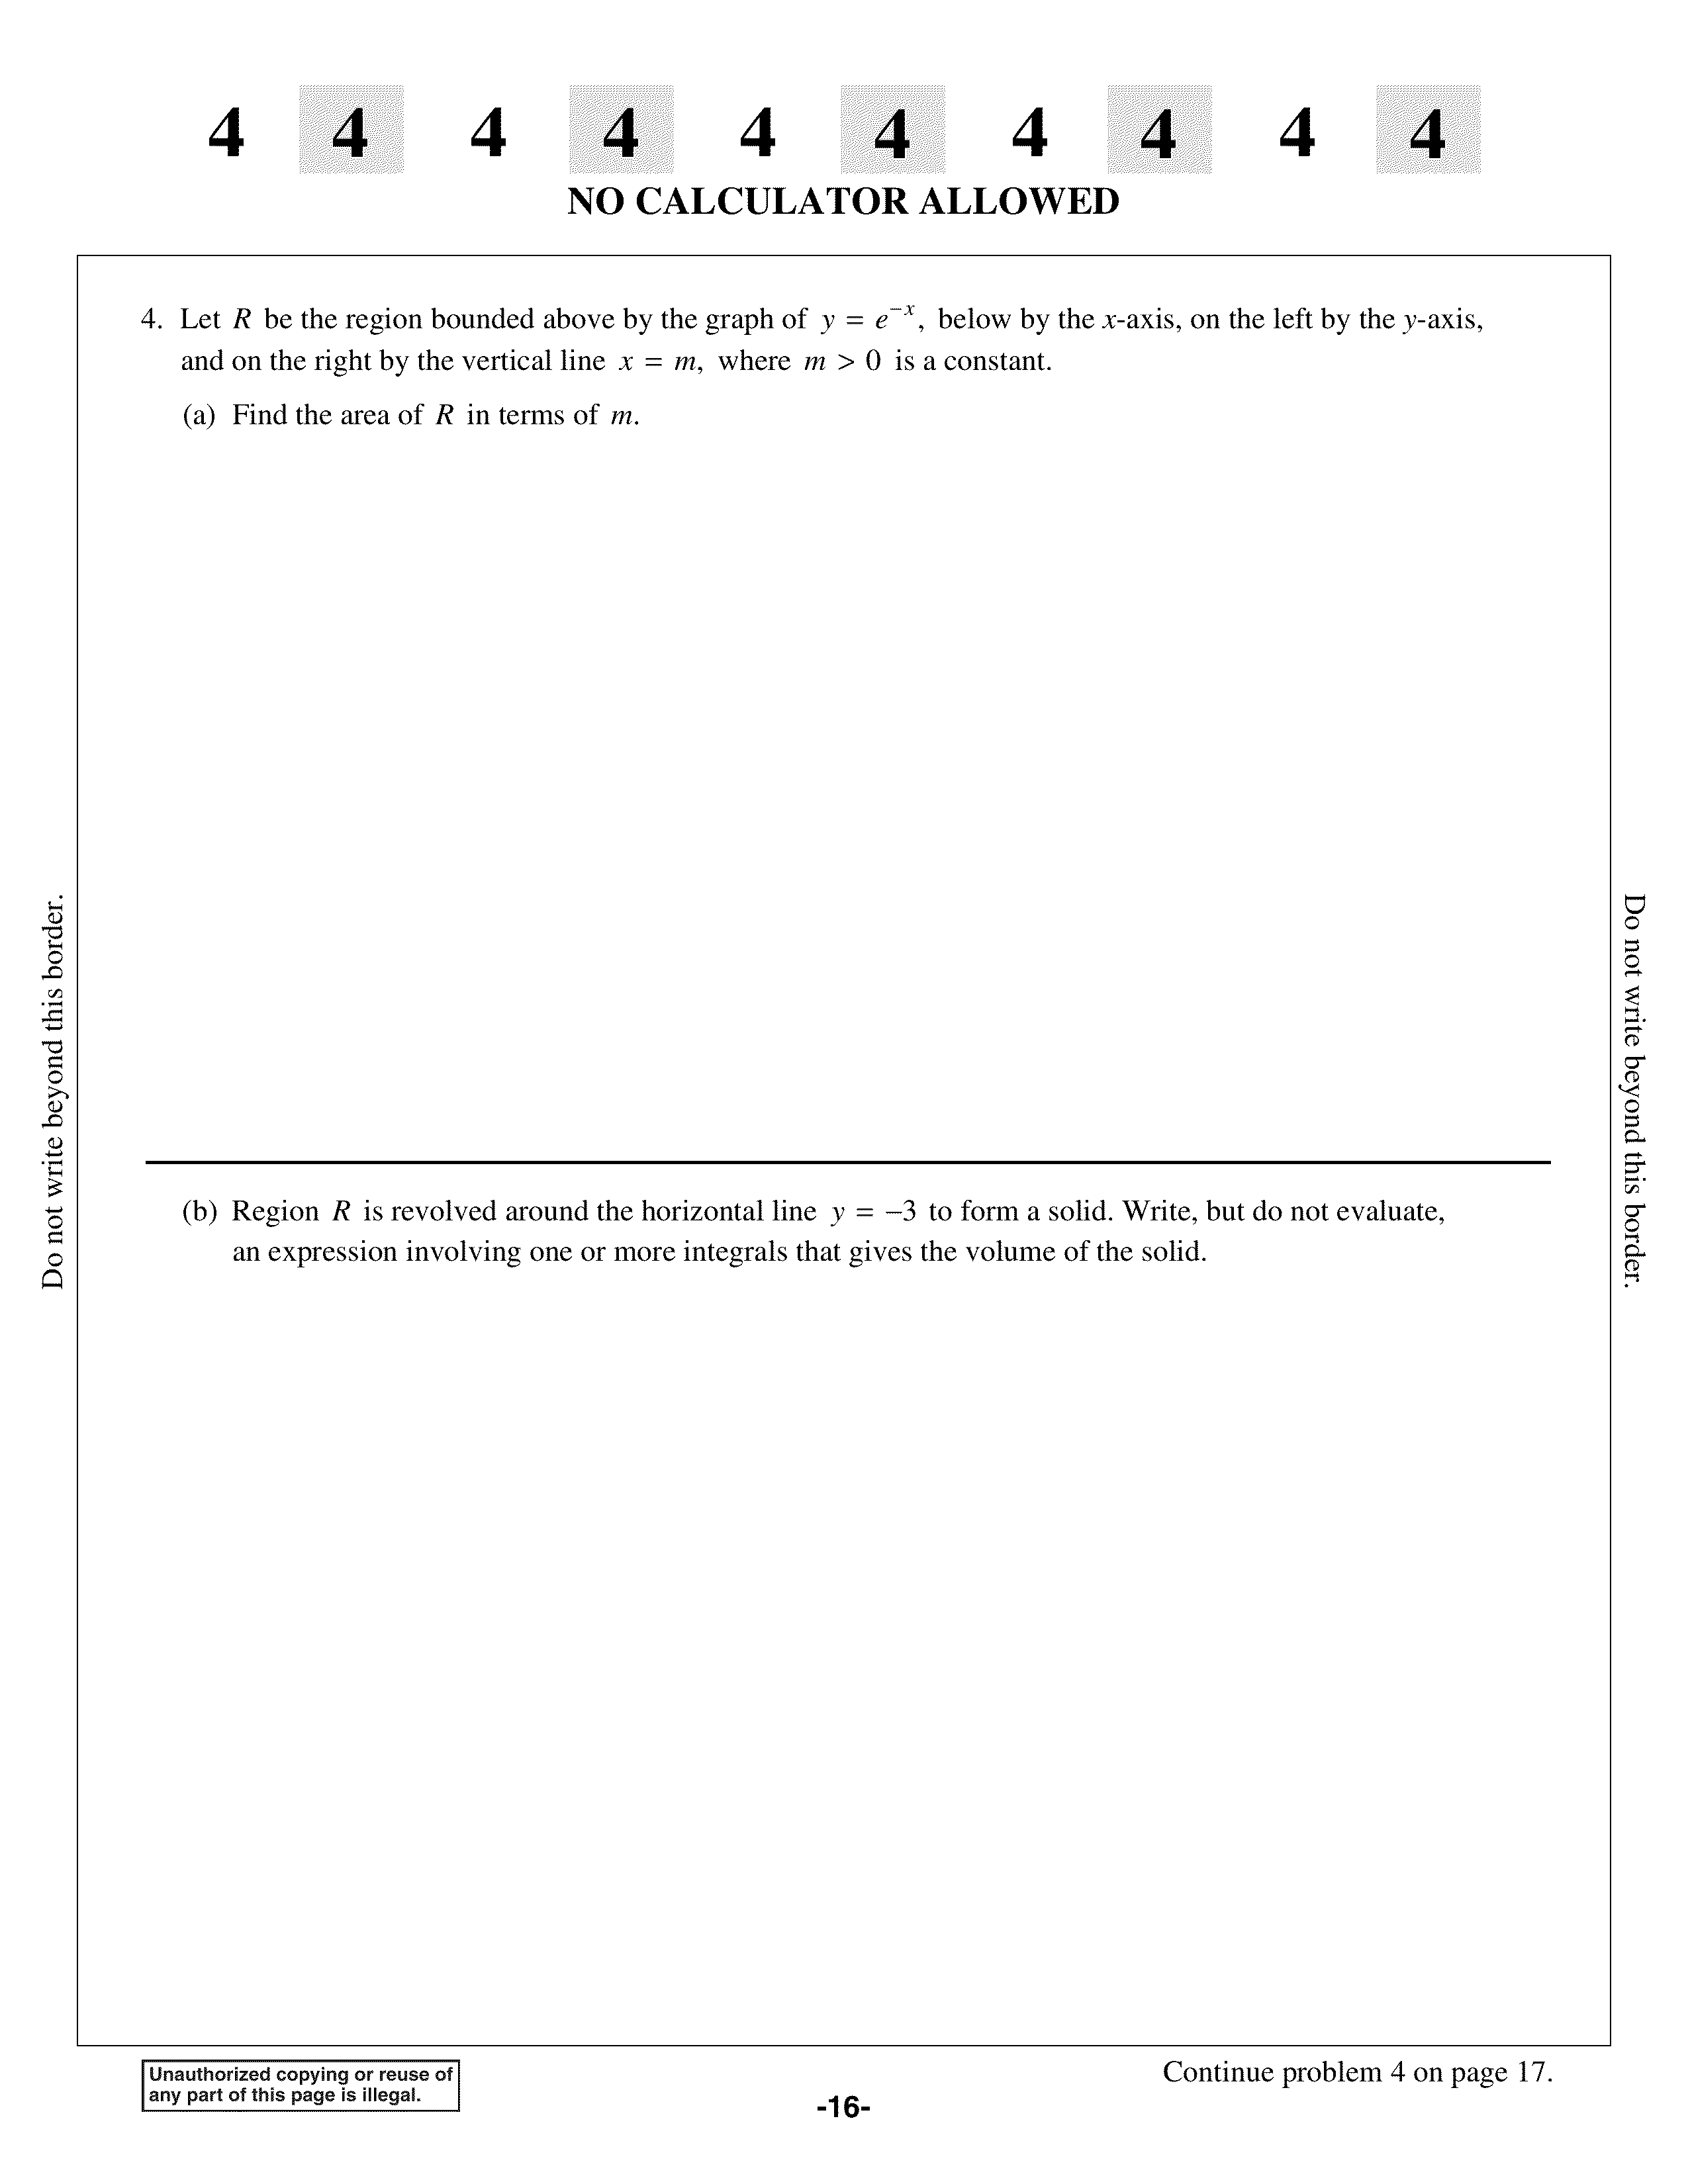 4 4 4 4 4 4 4 4 4 4
NO CALCULATOR ALLOWED
4. Let R be the region bounded above by the graph of y = e^{-x}, below by the x-axis, on the left by the y-axis,
and on the right by the vertical line x = m, where m > 0 is a constant.
(a) Find the area of R in terms of m.
Do not write beyond this border.
Do not write beyond this border.
(b) Region R is revolved around the horizontal line y = −3 to form a solid. Write, but do not evaluate,
an expression involving one or more integrals that gives the volume of the solid.
Unauthorized copying or reuse of
any part of this page is illegal.
Continue problem 4 on page 17.
-16-